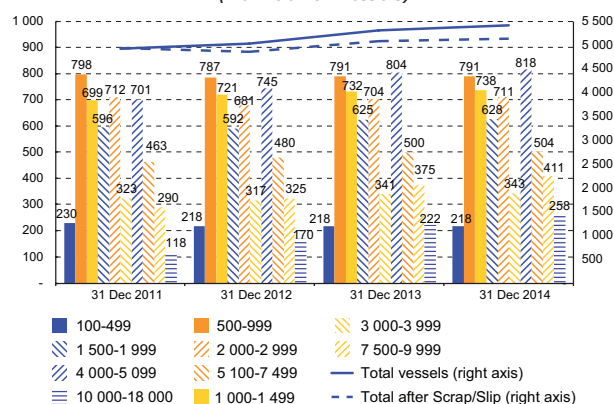 1 000
900
800
700
600
500
400
300
200
100
-
5 500
5 000
4 500
4 000
3 500
3 000
2 500
2 000
1 500
1 000
500
230 798 699 596 712 323 701 463 290 118
218 787 721 592 681 317 745 480 325 170
218 791 732 625 704 341 804 500 375 222
218 791 738 628 711 343 818 504 411 258
31 Dec 2011 31 Dec 2012 31 Dec 2013 31 Dec 2014
100-499 500-999 3 000-3 999
1 500-1 999 2 000-2 999 7 500-9 999
4 000-5 099 5 100-7 499 Total vessels (right axis)
10 000-18 000 1 000-1 499 Total after Scrap/Slip (right axis)